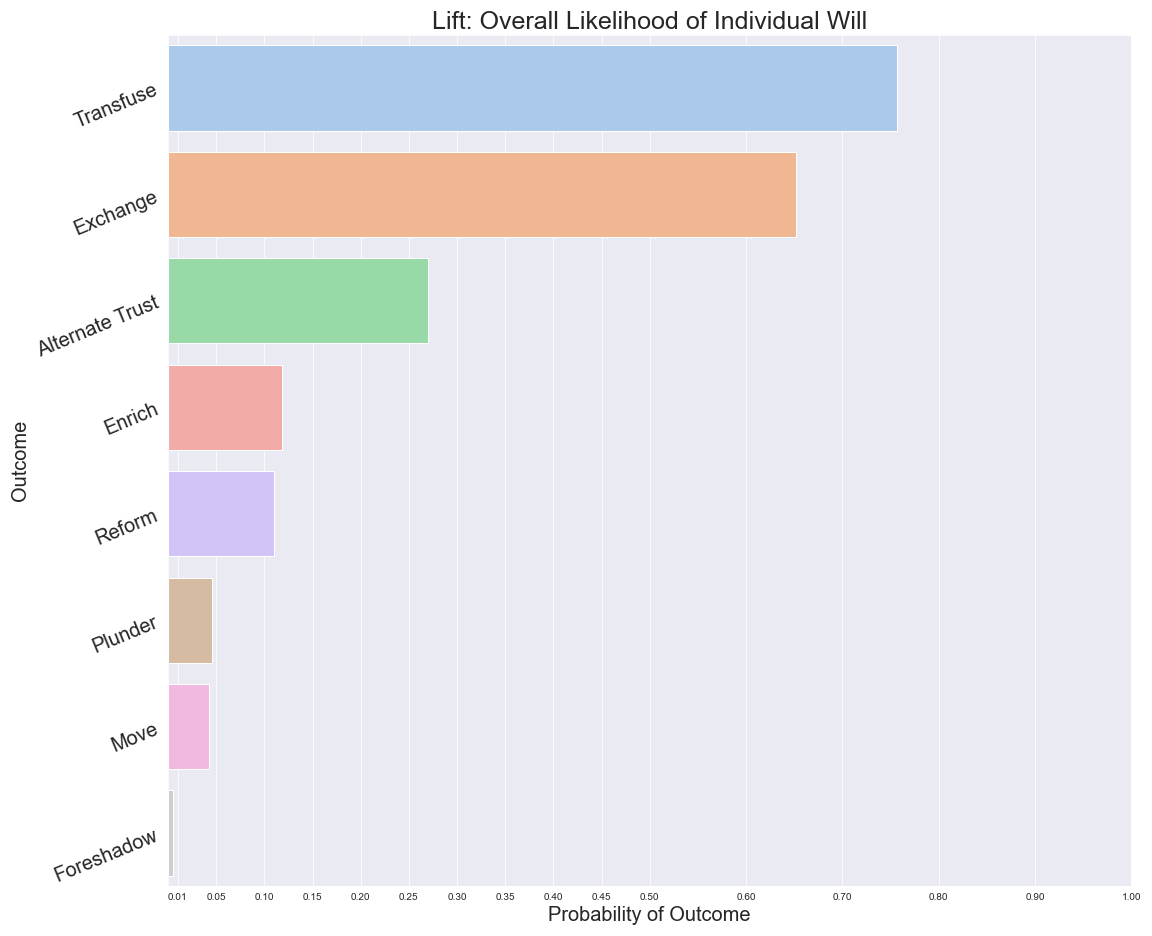 Lift: Overall Likelihood of Individual Will
Outcome
Transfuse
Exchange
Alternate Trust
Enrich
Reform
Plunder
Move
Foreshadow
0.01 0.05 0.10 0.15 0.20 0.25 0.30 0.35 0.40 0.45 0.50 0.60 0.70 0.80 0.90 1.00
Probability of Outcome